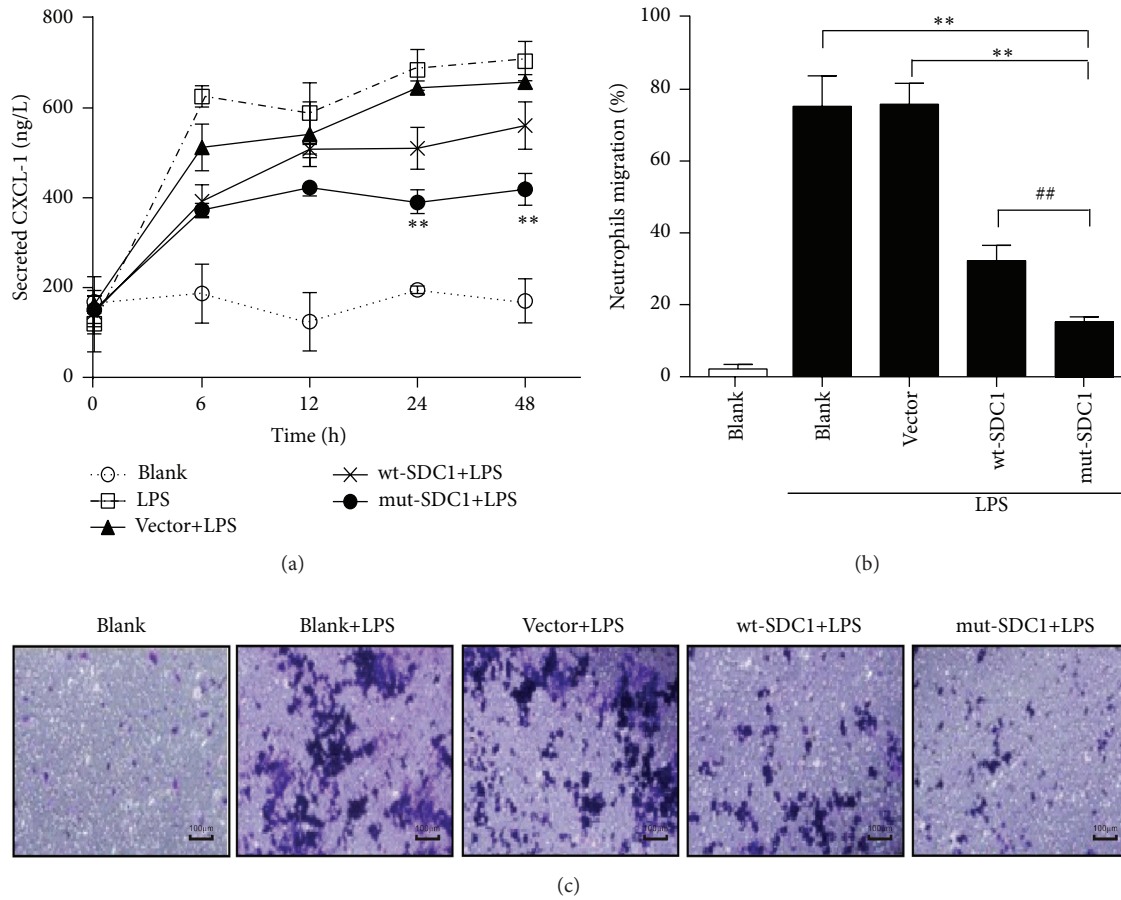 800
600
400
200
0
Secreted CXCL-1 (ng/L)
**
**
0 6 12 24 48
Time (h)
Blank
LPS
Vector+LPS
wt-SDC1+LPS
mut-SDC1+LPS
(a)
100
80
60
40
20
0
Neutrophils migration (%)
**
**
##
Blank
Blank
Vector
wt-SDC1
mut-SDC1
LPS
(b)
Blank
Blank+LPS
Vector+LPS
wt-SDC1+LPS
mut-SDC1+LPS
100μm
100μm
100μm
100μm
100μm
(c)